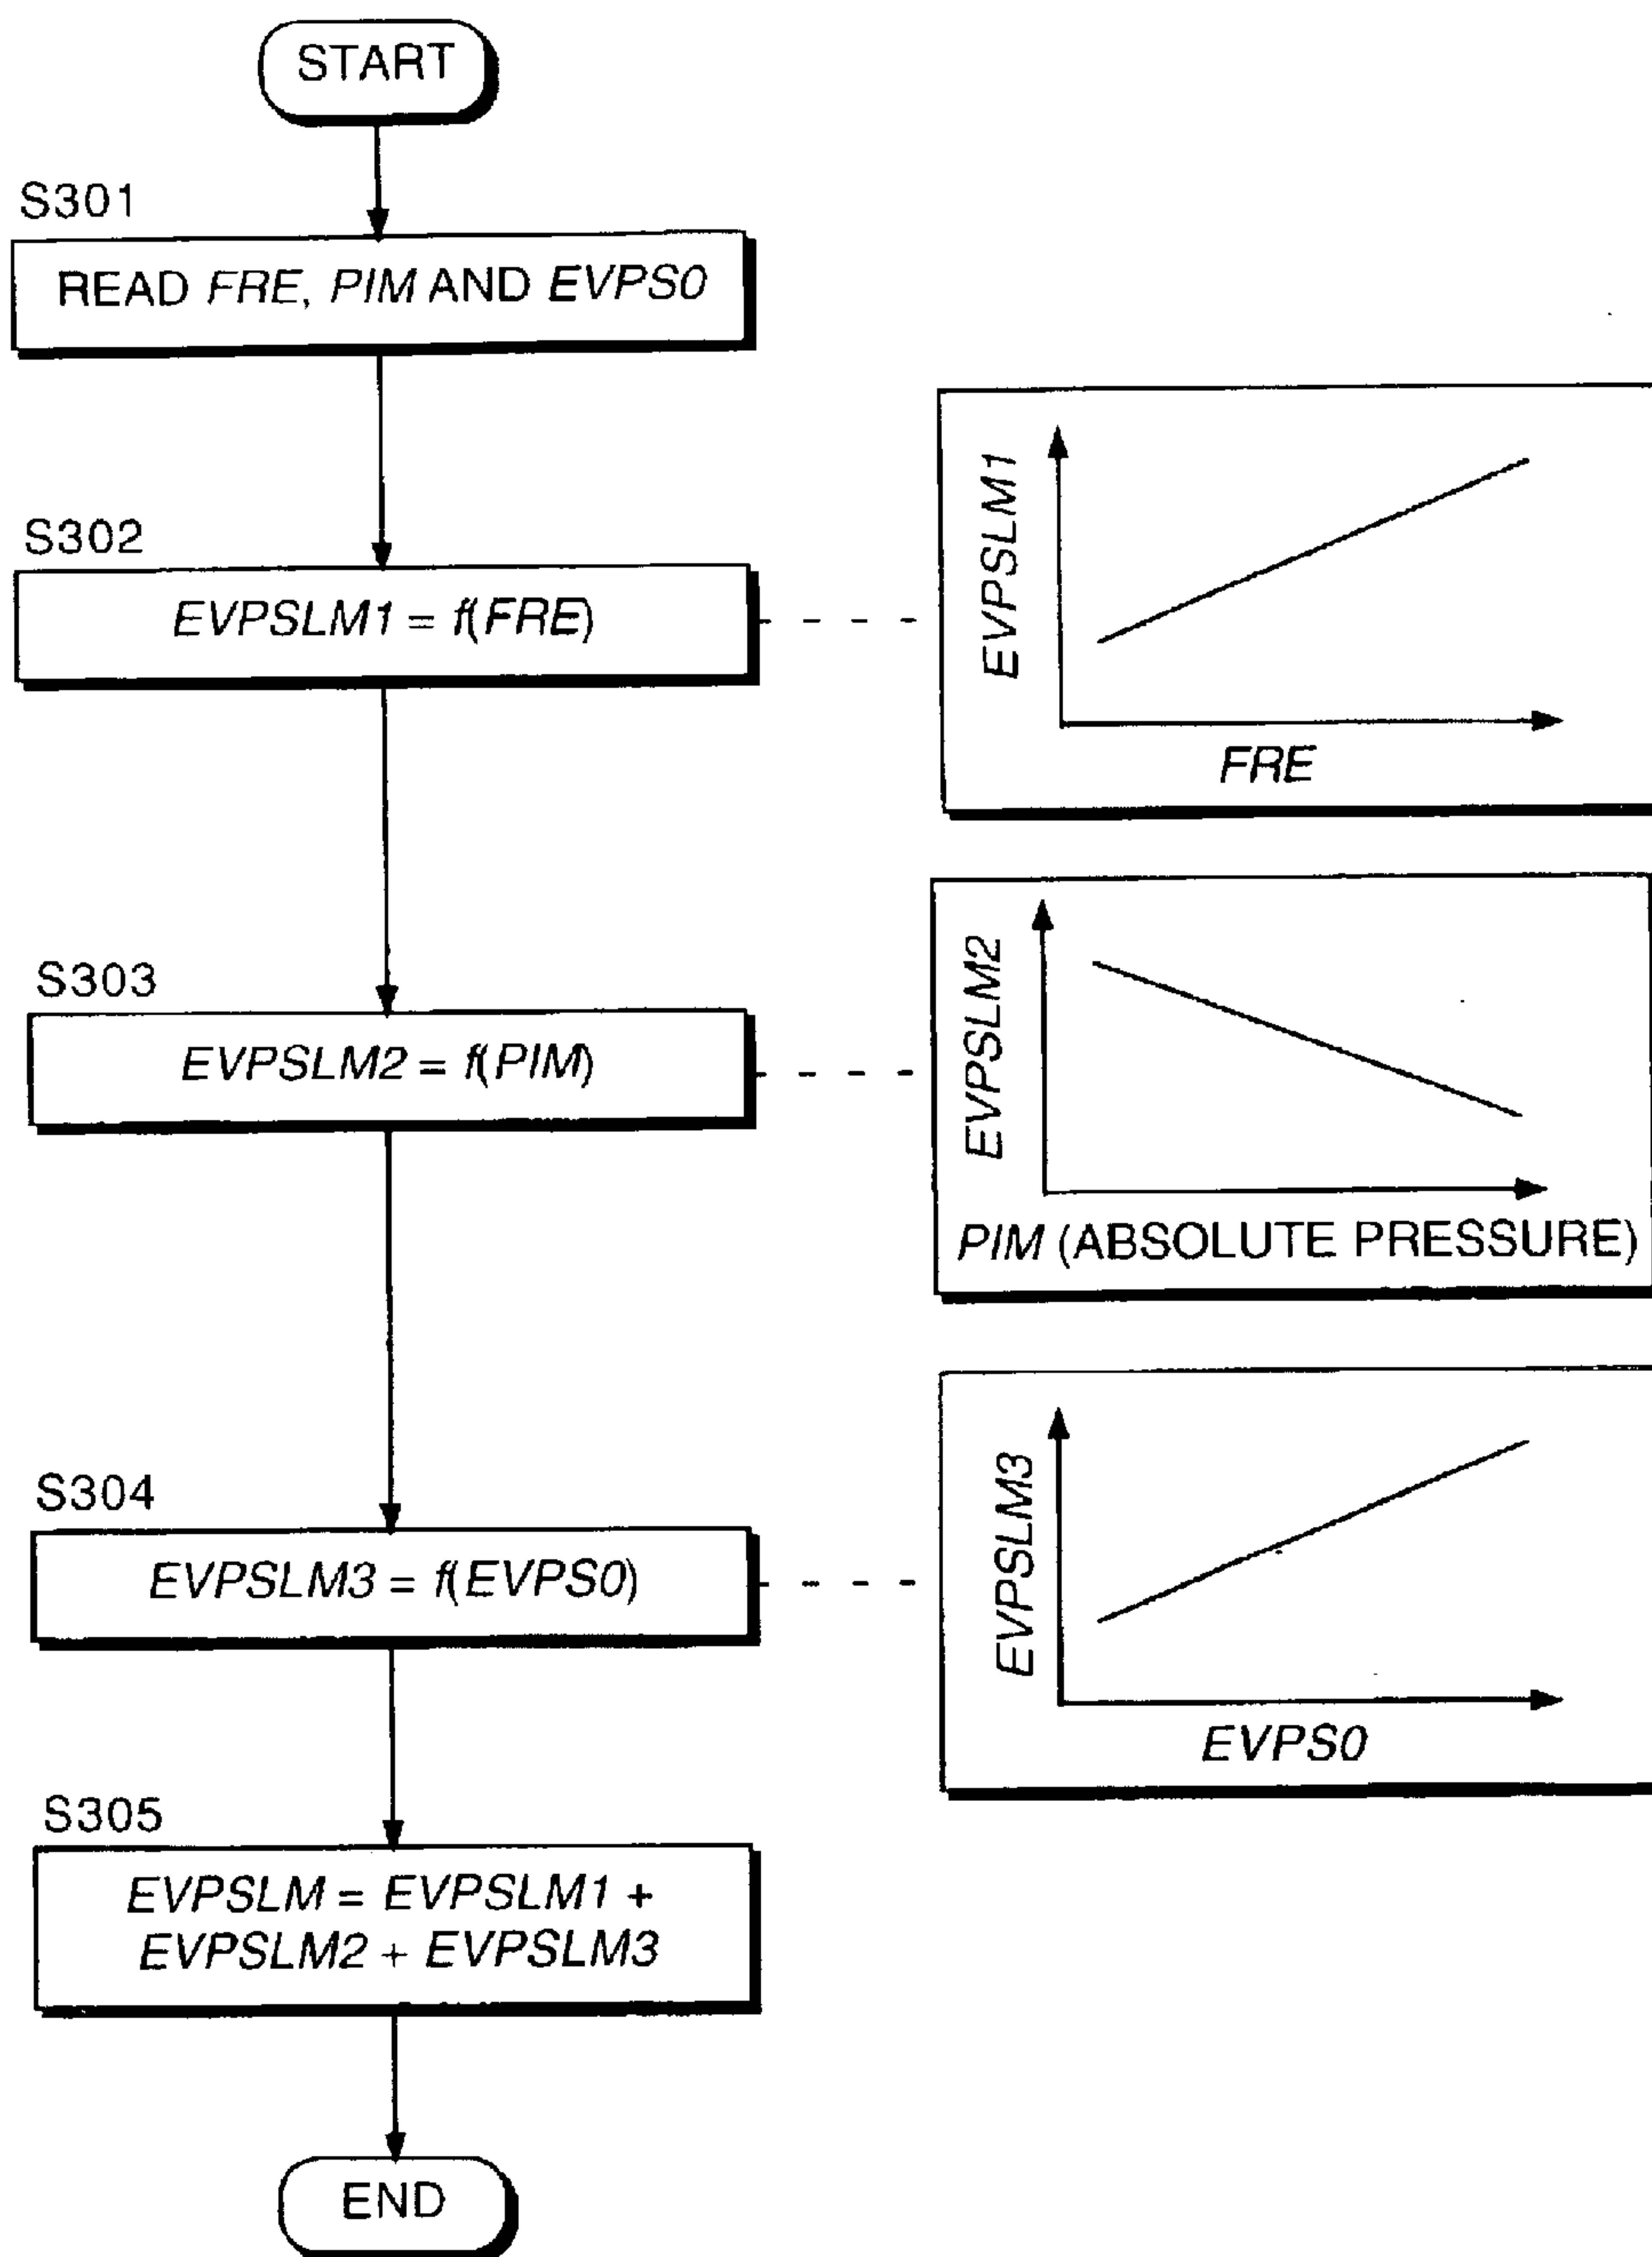 START
S301
READ FRE, PIM AND EVPS0
S302
EVPSLM1 = f(FRE)
EVPSLM1
FRE
S303
EVPSLM2 = f(PIM)
EVPSLM2
PIM (ABSOLUTE PRESSURE)
S304
EVPSLM3 = f(EVPS0)
EVPSLM3
EVPS0
S305
EVPSLM = EVPSLM1 +
EVPSLM2 + EVPSLM3
END